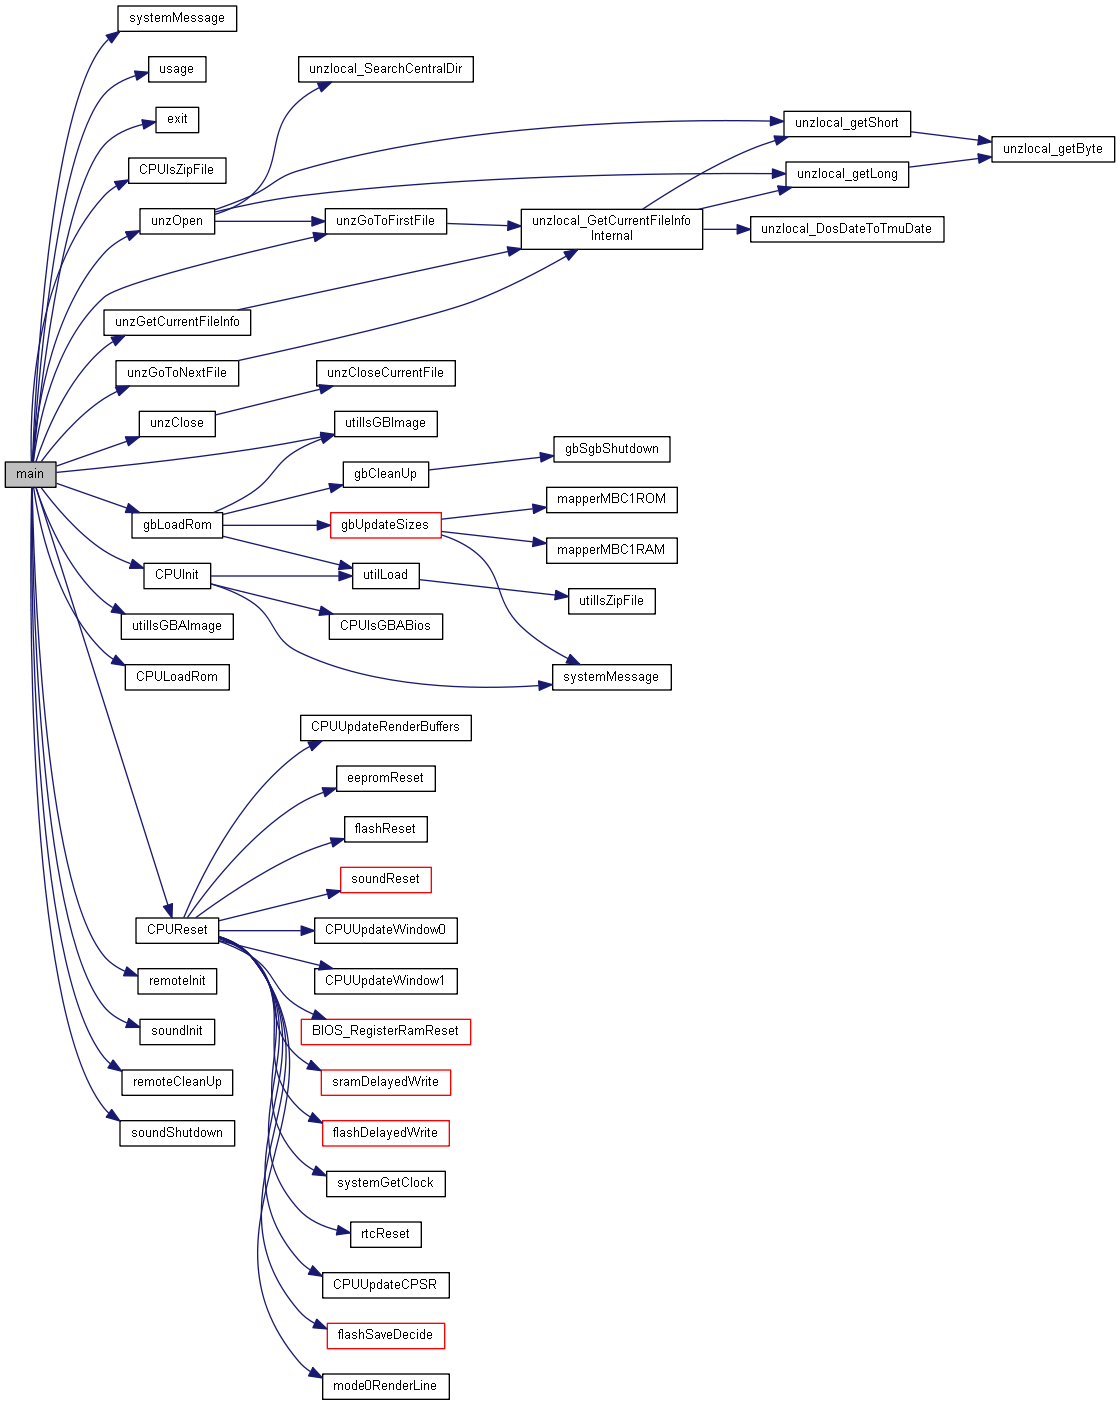 systemMessage
usage
unzlocal_SearchCentralDir
exit
unzlocal_getShort
unzlocal_getByte
CPUIsZipFile
unzlocal_getLong
unzOpen
unzGoToFirstFile
unzlocal_GetCurrentFileInfo
Internal
unzlocal_DosDateToTmuDate
unzGetCurrentFileInfo
unzGoToNextFile
unzCloseCurrentFile
unzClose
utilIsGBImage
gbSgbShutdown
main
gbCleanUp
mapperMBC1ROM
gbLoadRom
gbUpdateSizes
mapperMBC1RAM
CPUInit
utilLoad
utilIsZipFile
utilIsGBAImage
CPUIsGBABios
CPULoadRom
systemMessage
CPUUpdateRenderBuffers
eepromReset
flashReset
soundReset
CPUReset
CPUUpdateWindow0
remoteInit
CPUUpdateWindow1
soundInit
BIOS_RegisterRamReset
remoteCleanUp
sramDelayedWrite
soundShutdown
flashDelayedWrite
systemGetClock
rtcReset
CPUUpdateCPSR
flashSaveDecide
mode0RenderLine